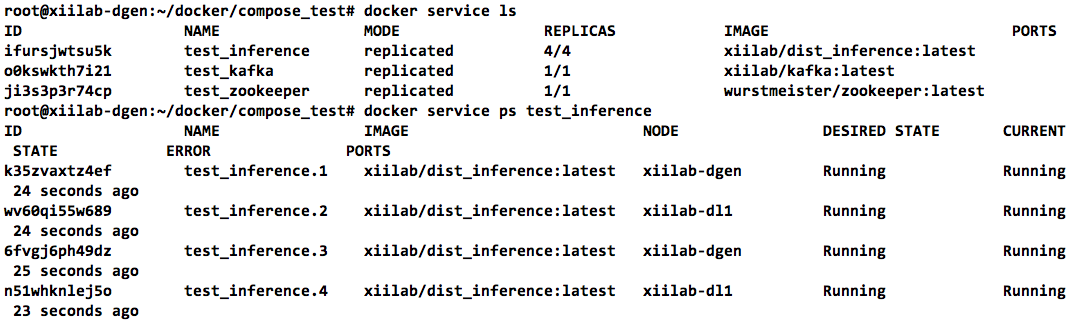 root@xiilab-dgen:~/docker/compose_test# docker service ls
ID                  NAME                MODE                REPLICAS            IMAGE                           PORTS
ifursjwtsu5k        test_inference      replicated          4/4                 xiilab/dist_inference:latest
o0kswkth7i21        test_kafka          replicated          1/1                 xiilab/kafka:latest
ji3s3p3r74cp        test_zookeeper      replicated          1/1                 wurstmeister/zookeeper:latest
root@xiilab-dgen:~/docker/compose_test# docker service ps test_inference
ID                  NAME                IMAGE                          NODE                DESIRED STATE       CURRENT
 STATE            ERROR               PORTS
k35zvaxtz4ef        test_inference.1    xiilab/dist_inference:latest   xiilab-dgen         Running             Running
 24 seconds ago
wv60qi55w689        test_inference.2    xiilab/dist_inference:latest   xiilab-dl1          Running             Running
 24 seconds ago
6fvgj6ph49dz        test_inference.3    xiilab/dist_inference:latest   xiilab-dgen         Running             Running
 25 seconds ago
n51whknlej5o        test_inference.4    xiilab/dist_inference:latest   xiilab-dl1          Running             Running
 23 seconds ago